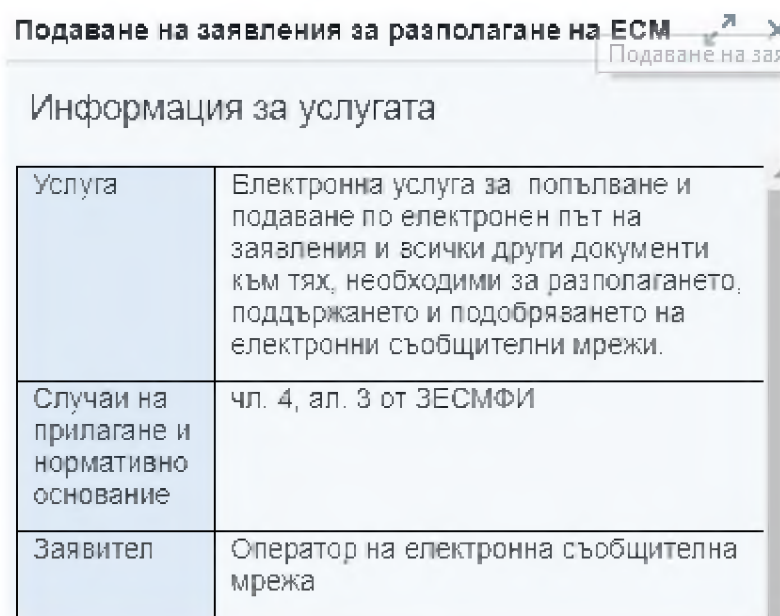 Подаване на заявления за разполагане на ЕСМ
Подаване на зая
Информация за услугата
Услуга
Електронна услуга за попълване и
подаване по електронен път на
заявления и всички други документи
към тях, необходими за разполагането,
поддържането и подобряването на
електронни съобщителни мрежи.
Случаи на
прилагане и
нормативно
основание
чл. 4, ал. 3 от ЗЕСМФИ
Заявител
Оператор на електронна съобщителна
мрежа